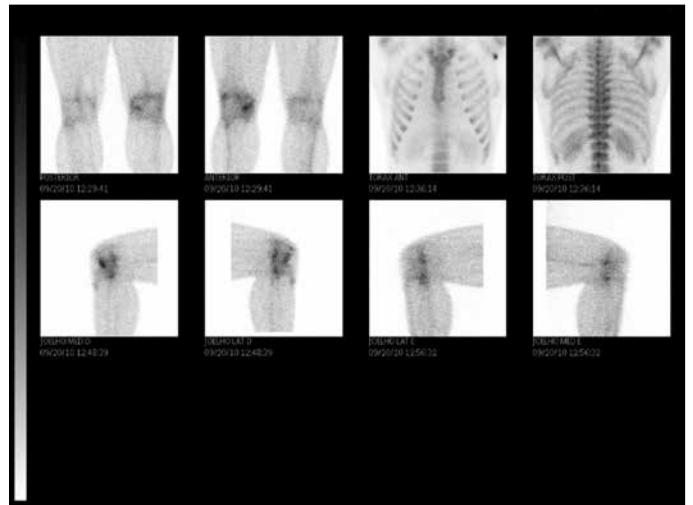 POSTERIOR
09/20/10 12:29:41
ANTERIOR
09/20/10 12:29:41
TORAX ANT
09/20/10 12:36:14
TORAX POST
09/20/10 12:36:14
JOELHO MED D
09/20/10 12:48:39
JOELHO LAT D
09/20/10 12:48:39
JOELHO LAT E
09/20/10 12:56:32
JOELHO MED E
09/20/10 12:56:32